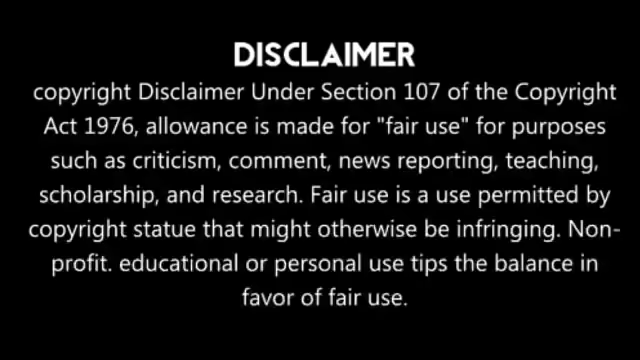 DISCLAIMER
copyright Disclaimer Under Section 107 of the Copyright
Act 1976, allowance is made for "fair use" for purposes
such as criticism, comment, news reporting, teaching,
scholarship, and research. Fair use is a use permitted by
copyright statue that might otherwise be infringing. Non-
profit. educational or personal use tips the balance in
favor of fair use.